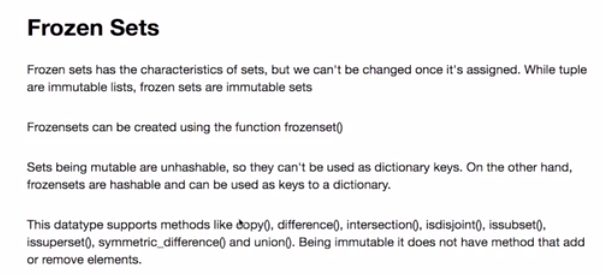 Frozen Sets
Frozen sets has the characteristics of sets, but we can't be changed once it's assigned. While tuple
are immutable lists, frozen sets are immutable sets
Frozensets can be created using the function frozenset()
Sets being mutable are unhashable, so they can't be used as dictionary keys. On the other hand,
frozensets are hashable and can be used as keys to a dictionary.
This datatype supports methods like copy(), difference(), intersection(), isdisjoint(), issubset(),
issuperset(), symmetric_difference() and union(). Being immutable it does not have method that add
or remove elements.